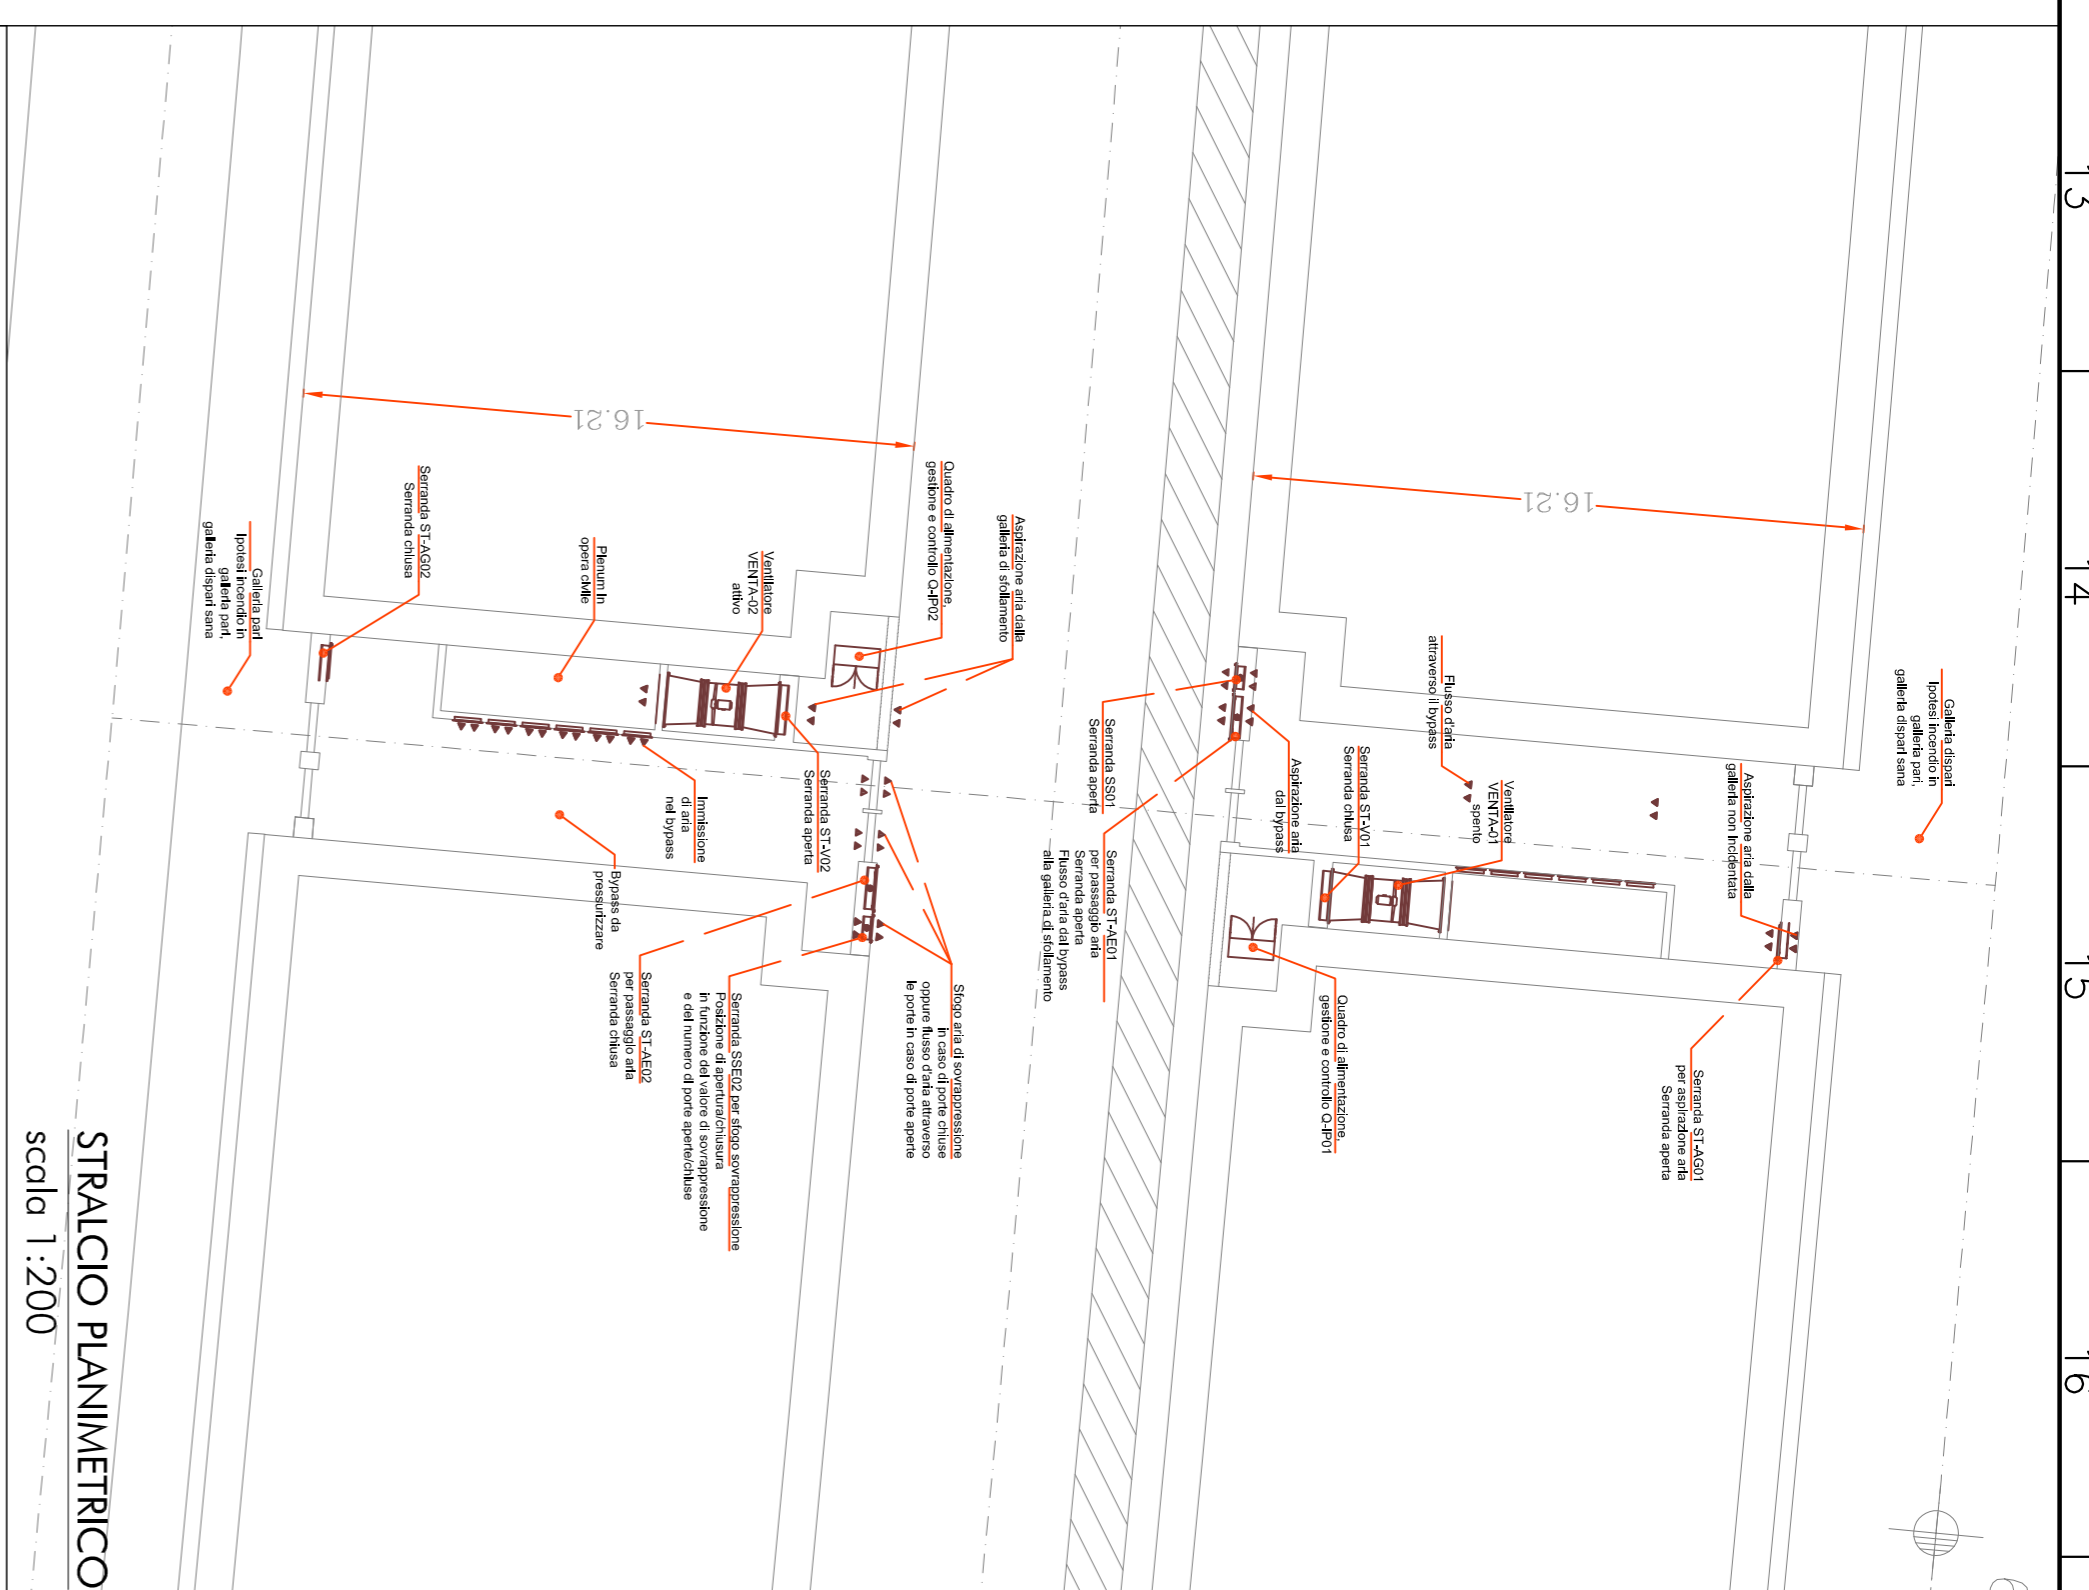 13
14
15
16
Galleria dispari
Ipotesi incendio in
galleria pari,
galleria dispari sana
Aspirazione aria dalla
galleria non incidentata
Serranda ST-AG01
per aspirazione aria
Serranda aperta
16.21
Flusso d'aria
attraverso il bypass
Ventilatore
VENTA-01
spento
Serranda ST-V01
Serranda chiusa
Quadro di alimentazione,
gestione e controllo Q-IP01
Aspirazione aria
dal bypass
Serranda SS01
Serranda aperta
Serranda ST-AE01
per passaggio aria
Serranda aperta
Flusso d'aria dal bypass
alla galleria di sfollamento
Aspirazione aria dalla
galleria di sfollamento
Quadro di alimentazione,
gestione e controllo Q-IP02
Sfogo aria di sovrappressione
in caso di porte chiuse
oppure flusso d'aria attraverso
le porte in caso di porte aperte
16.21
Ventilatore
VENTA-02
attivo
Serranda ST-V02
Serranda aperta
Serranda SSE02 per sfogo sovrappressione
Posizione di apertura/chiusura
in funzione del valore di sovrappressione
e del numero di porte aperte/chiuse
Immissione
di aria
nel bypass
Serranda ST-AE02
per passaggio aria
Serranda chiusa
Plenum in
opera civile
Bypass da
pressurizzare
Serranda ST-AG02
Serranda chiusa
Galleria pari
Ipotesi incendio in
galleria pari,
galleria dispari sana
STRALCIO PLANIMETRICO
scala 1:200